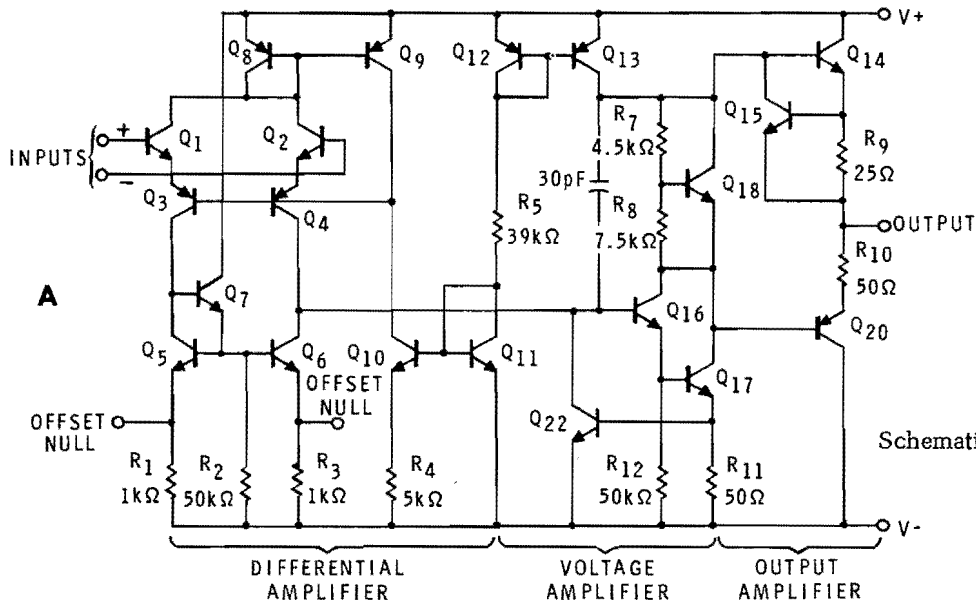 V+
Q8
Q9
Q12
Q13
Q14
Q15
R7
4.5kΩ
INPUTS
+
-
Q1
Q2
Q3
Q4
R5
39kΩ
30pF
R8
7.5kΩ
Q18
R9
25Ω
OUTPUT
R10
50Ω
A
Q7
Q5
Q6
Q10
Q11
Q16
Q17
Q20
OFFSET
NULL
OFFSET
NULL
Q22
Schemati
R1
1kΩ
R2
50kΩ
R3
1kΩ
R4
5kΩ
R12
50kΩ
R11
50Ω
V-
DIFFERENTIAL
AMPLIFIER
VOLTAGE
AMPLIFIER
OUTPUT
AMPLIFIER